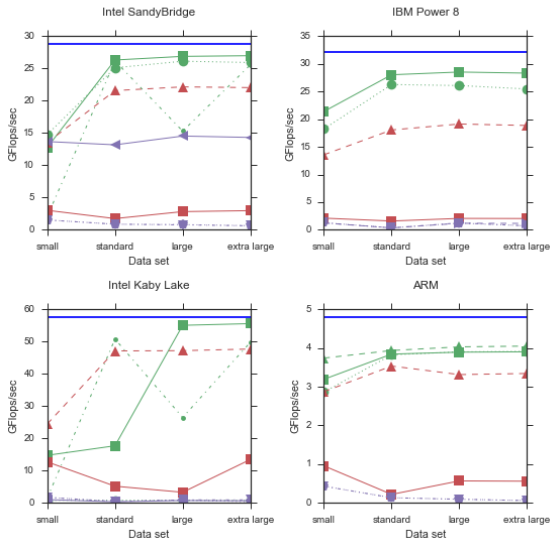 Intel SandyBridge
30
25
20
15
10
5
0
GFlops/sec
small standard large extra large
Data set
IBM Power 8
35
30
25
20
15
10
5
0
GFlops/sec
small standard large extra large
Data set
Intel Kaby Lake
60
50
40
30
20
10
0
GFlops/sec
small standard large extra large
Data set
ARM
5
4
3
2
1
0
GFlops/sec
small standard large extra large
Data set